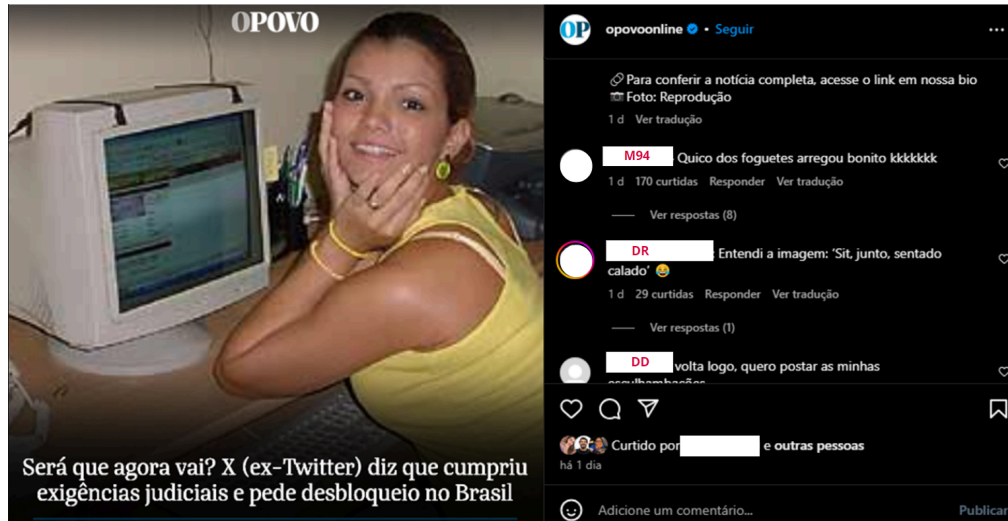 OPOVO
Será que agora vai? X (ex-Twitter) diz que cumpriu
exigências judiciais e pede desbloqueio no Brasil
OP opovoonline • Seguir
Para conferir a notícia completa, acesse o link em nossa bio
Foto: Reprodução
1 d Ver tradução
M94 Quico dos foguetes arregou bonito kkkkkkk
1 d 170 curtidas Responder Ver tradução
Ver respostas (8)
DR : Entendi a imagem: ‘Sit, junto, sentado
calado’
1 d 29 curtidas Responder Ver tradução
Ver respostas (1)
DD volta logo, quero postar as minhas
esculhambações
Curtido por e outras pessoas
há 1 dia
Adicione um comentário... Publicar